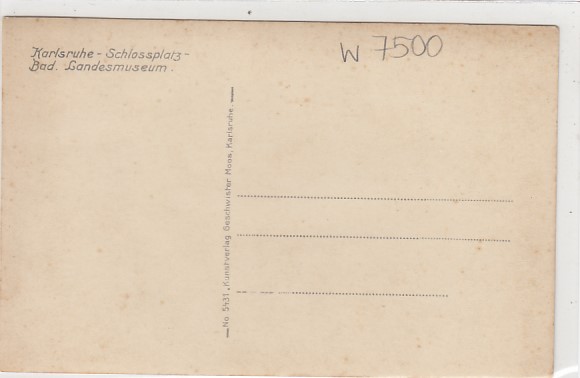 Karlsruhe - Schlossplatz -
Bad. Landesmuseum.
W 7500
No 5431, Kunstverlag Geschwister Moos, Karlsruhe.